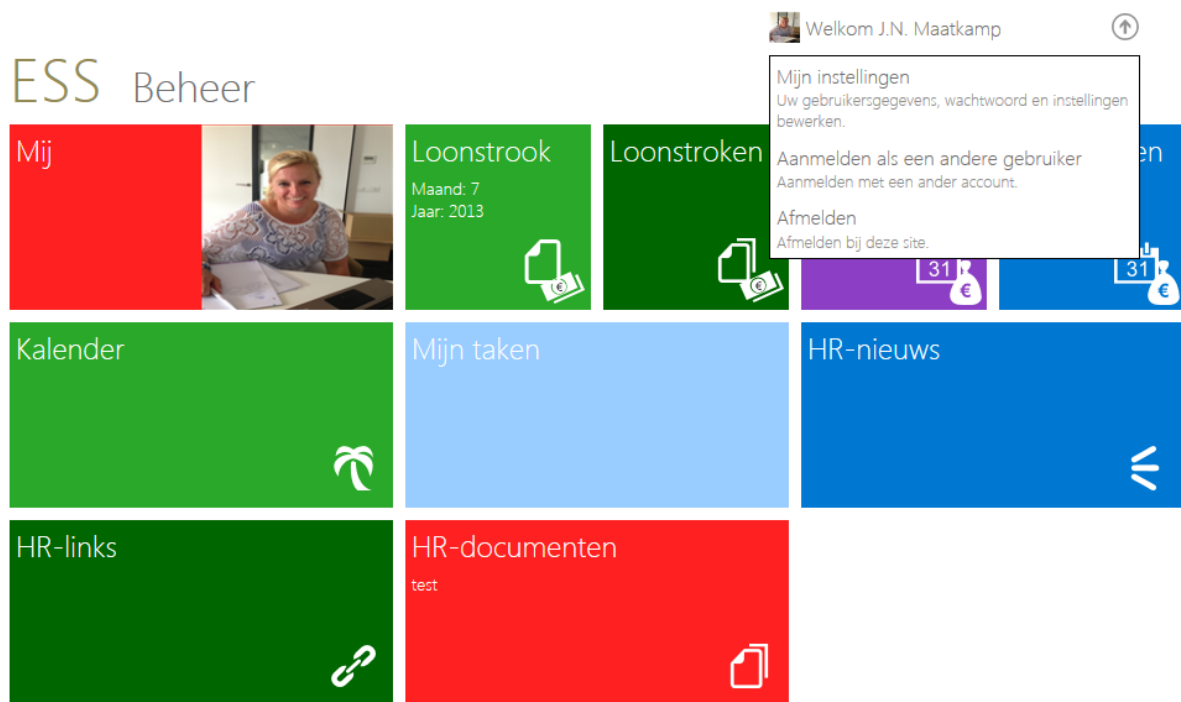 Welkom J.N. Maatkamp
ESS Beheer
Mijn instellingen
Uw gebruikersgegevens, wachtwoord en instellingen
bewerken.
Aanmelden als een andere gebruiker
Aanmelden met een ander account.
Afmelden
Afmelden bij deze site.
Mij
Loonstrook
Maand: 7
Jaar: 2013
Loonstroken
en
31
€
31
€
€
€
Kalender
Mijn taken
HR-nieuws
HR-links
HR-documenten
test